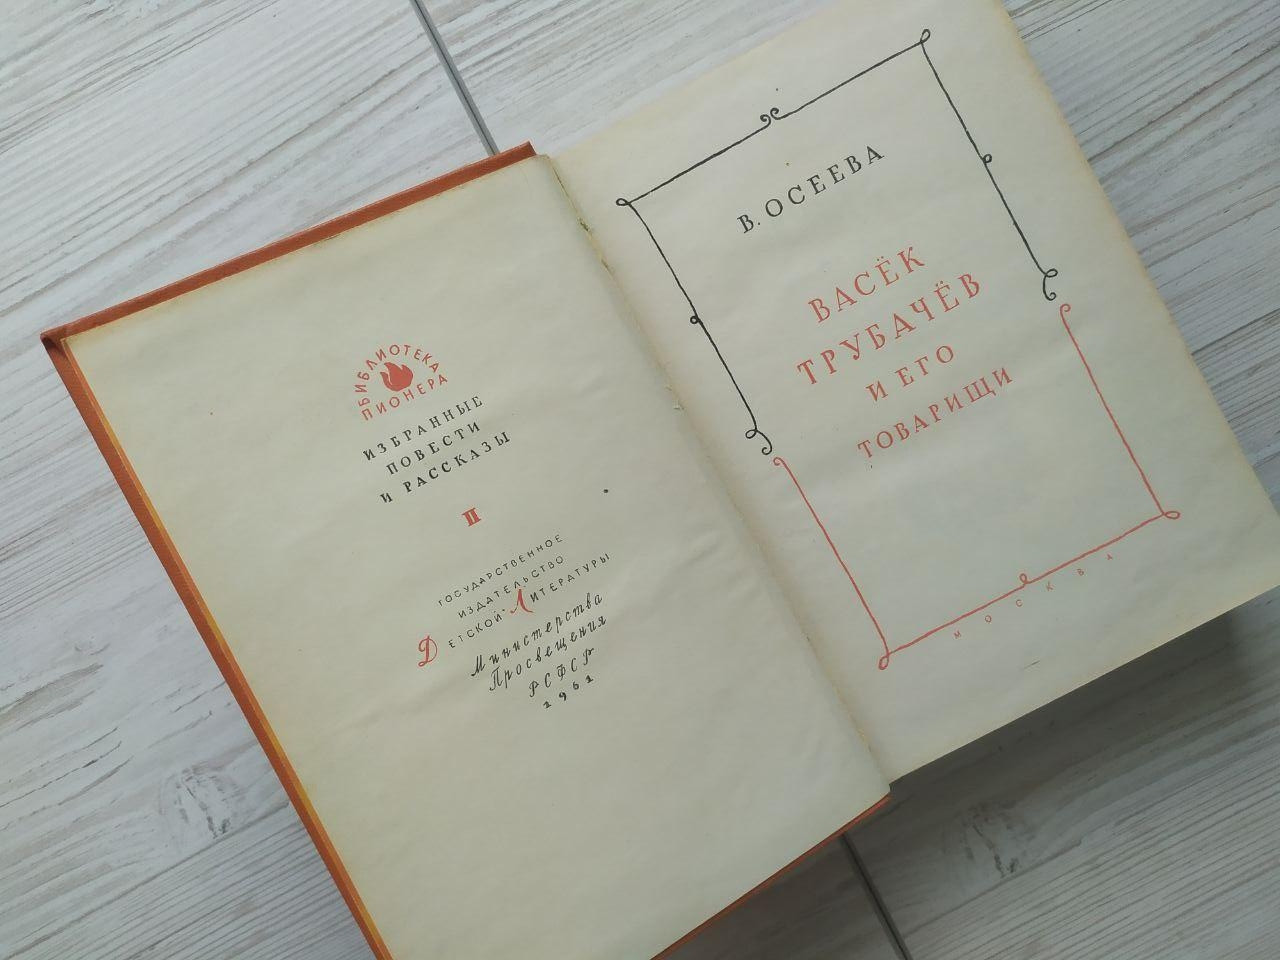 БИБЛИОТЕКА
ПИОНЕРА
ИЗБРАННЫЕ
ПОВЕСТИ
И РАССКАЗЫ
II
ГОСУДАРСТВЕННОЕ
ИЗДАТЕЛЬСТВО
ДЕТСКОЙ ЛИТЕРАТУРЫ
Министерства
Просвещения
РСФСР
1961
В. ОСЕЕВА
ВАСЁК
ТРУБАЧЁВ
И ЕГО
ТОВАРИЩИ
МОСКВА